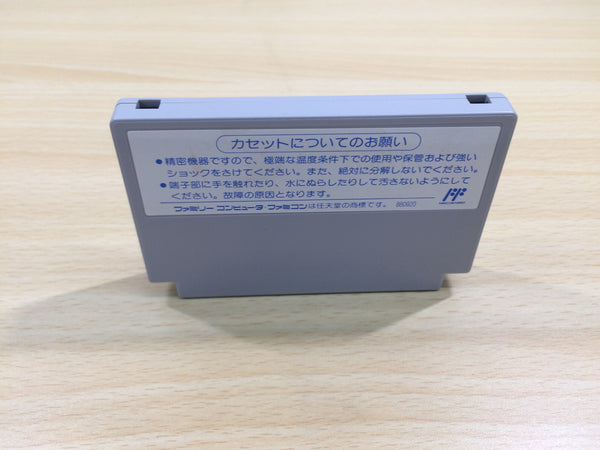 カセットについてのお願い
●精密機器ですので、極端な温度条件下での使用や保管および強い
ショックをさけてください。また、絶対に分解しないでください。
●端子部に手を触れたり、水にぬらしたりして汚さないようにして
ください。故障の原因となります。
ファミリーコンピュータ・ファミコンは任天堂の商標です。 880920